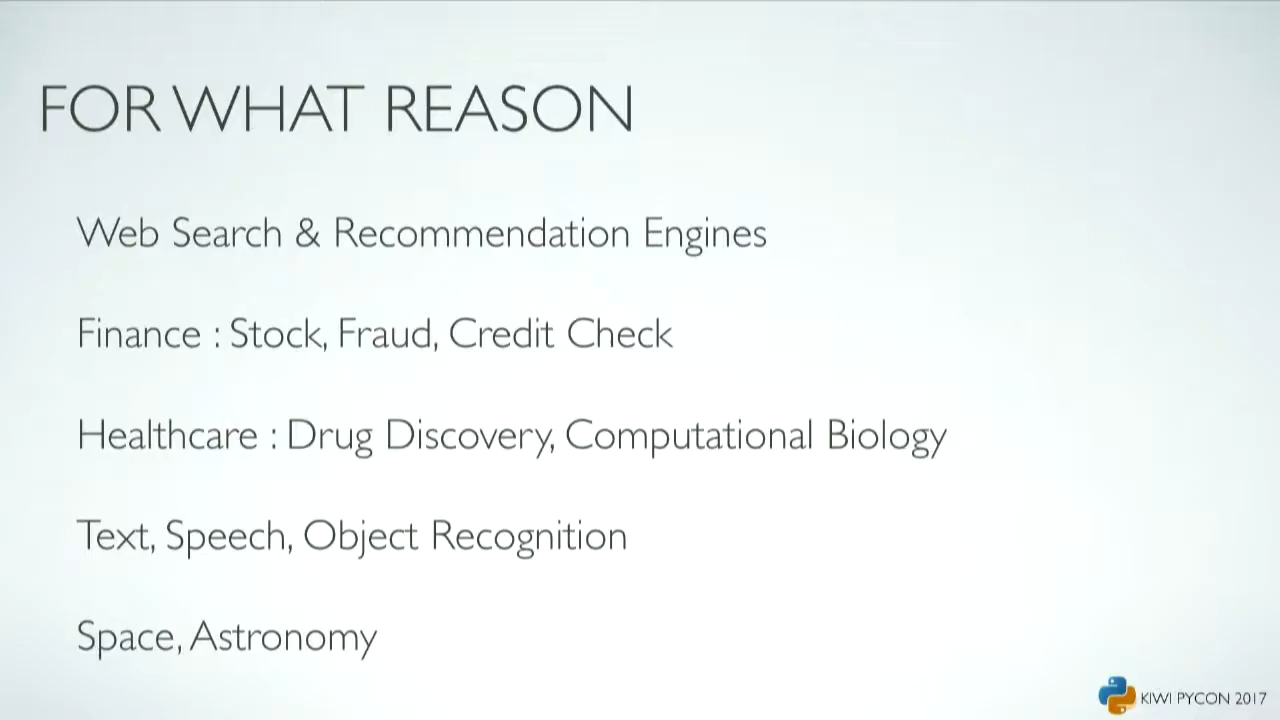 FOR WHAT REASON
Web Search & Recommendation Engines
Finance : Stock, Fraud, Credit Check
Healthcare : Drug Discovery, Computational Biology
Text, Speech, Object Recognition
Space, Astronomy
KIWI PYCON 2017